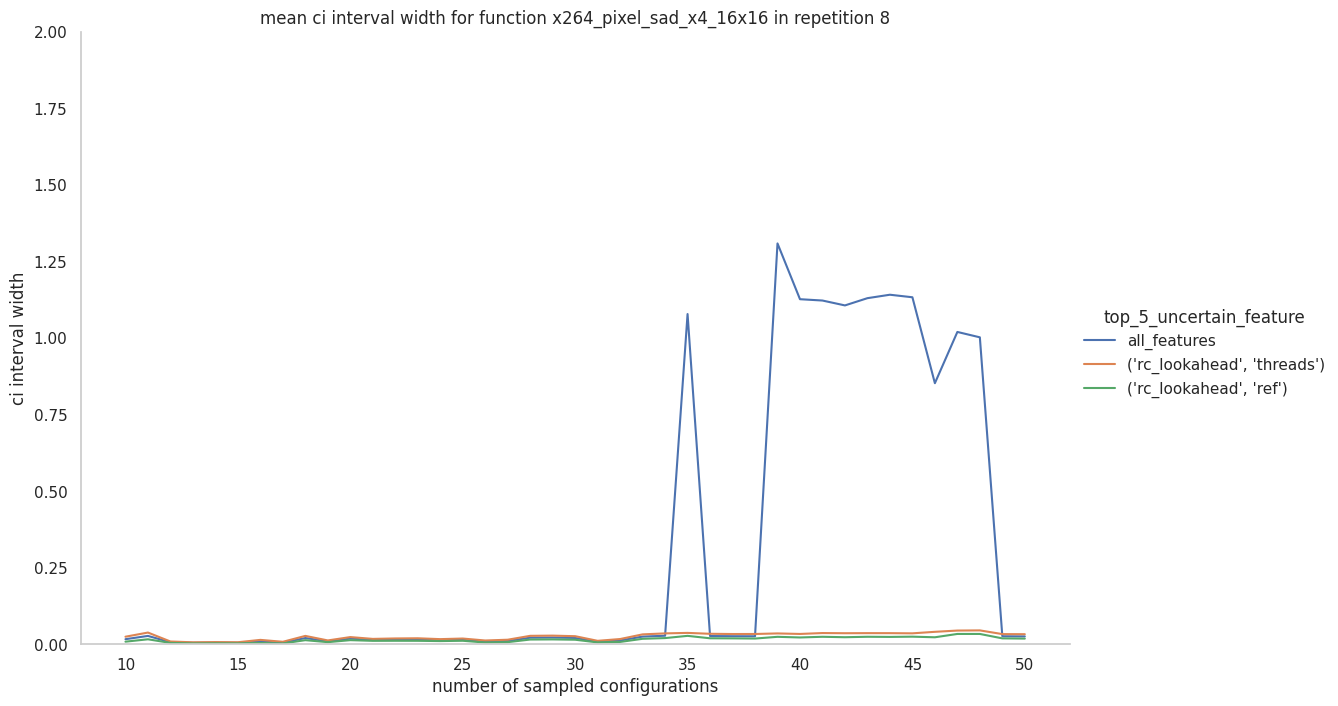 mean ci interval width for function x264_pixel_sad_x4_16x16 in repetition 8
2.00
1.75
1.50
1.25
1.00
0.75
0.50
0.25
0.00
ci interval width
10
15
20
25
30
35
40
45
50
number of sampled configurations
top_5_uncertain_feature
all_features
('rc_lookahead', 'threads')
('rc_lookahead', 'ref')